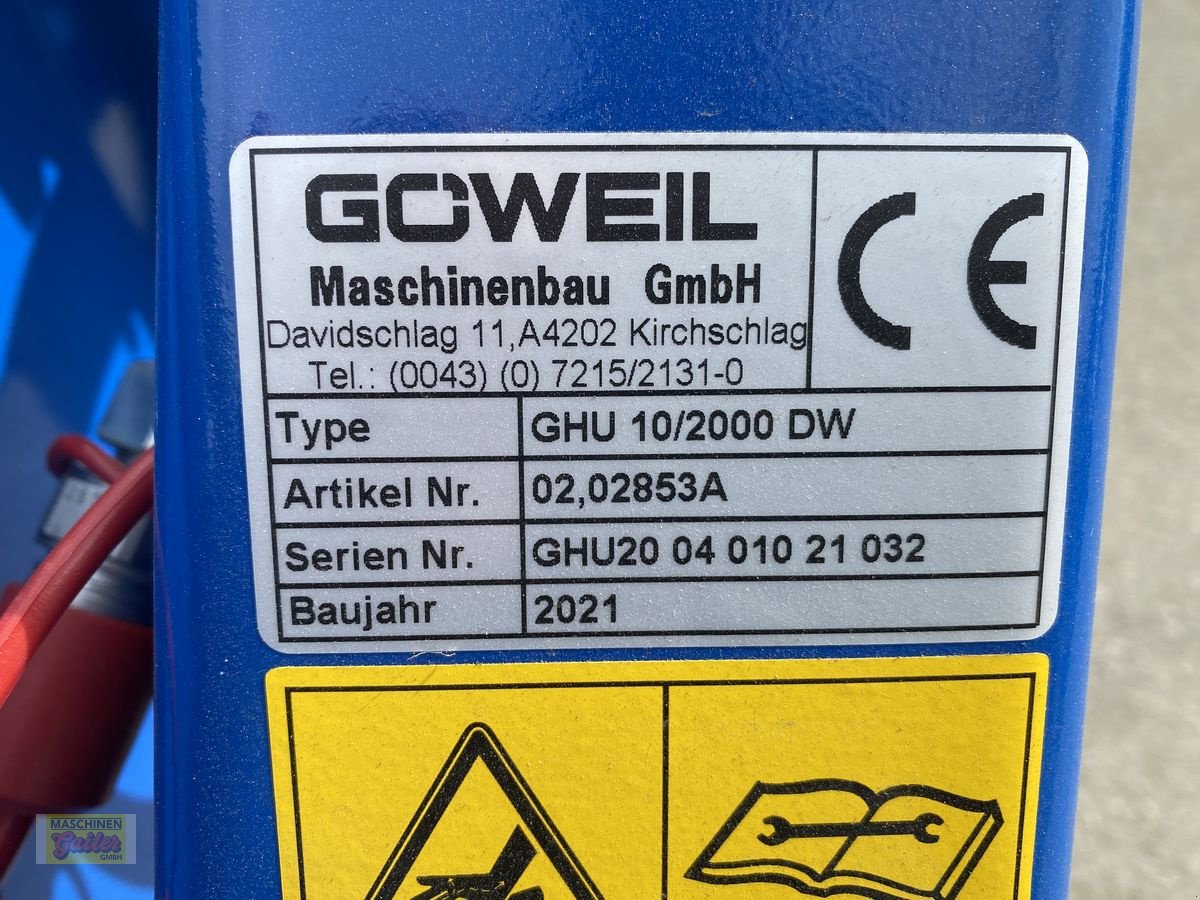 GÖWEIL
Maschinenbau GmbH
Davidschlag 11,A4202 Kirchschlag
Tel.: (0043) (0) 7215/2131-0
CE
Type GHU 10/2000 DW
Artikel Nr. 02,02853A
Serien Nr. GHU20 04 010 21 032
Baujahr 2021
MASCHINEN
Gailer
GMBH